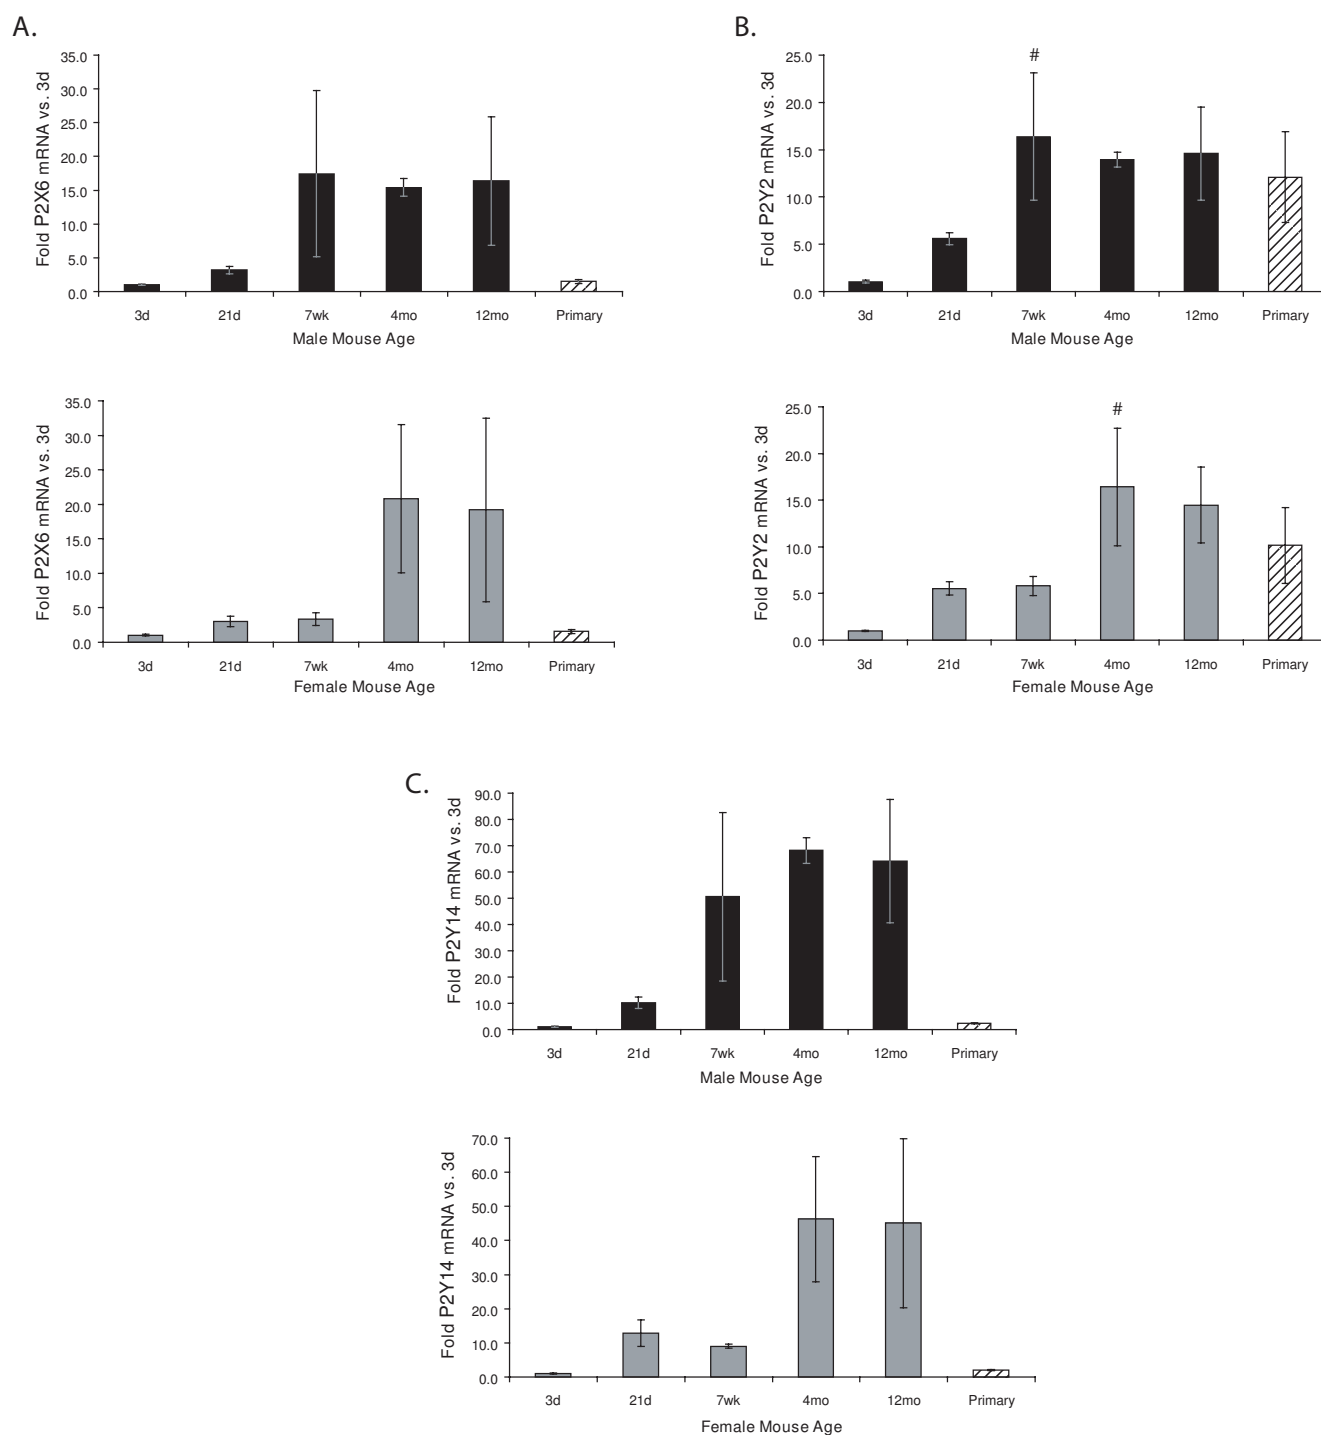 A.
Fold P2X6 mRNA vs. 3d
35.0
30.0
25.0
20.0
15.0
10.0
5.0
0.0
3d 21d 7wk 4mo 12mo Primary
Male Mouse Age
B.
Fold P2Y2 mRNA vs. 3d
25.0
20.0
15.0
10.0
5.0
0.0
#
3d 21d 7wk 4mo 12mo Primary
Male Mouse Age
Fold P2X6 mRNA vs. 3d
35.0
30.0
25.0
20.0
15.0
10.0
5.0
0.0
3d 21d 7wk 4mo 12mo Primary
Female Mouse Age
Fold P2Y2 mRNA vs. 3d
25.0
20.0
15.0
10.0
5.0
0.0
#
3d 21d 7wk 4mo 12mo Primary
Female Mouse Age
C.
Fold P2Y14 mRNA vs. 3d
90.0
80.0
70.0
60.0
50.0
40.0
30.0
20.0
10.0
0.0
3d 21d 7wk 4mo 12mo Primary
Male Mouse Age
Fold P2Y14 mRNA vs. 3d
70.0
60.0
50.0
40.0
30.0
20.0
10.0
0.0
3d 21d 7wk 4mo 12mo Primary
Female Mouse Age